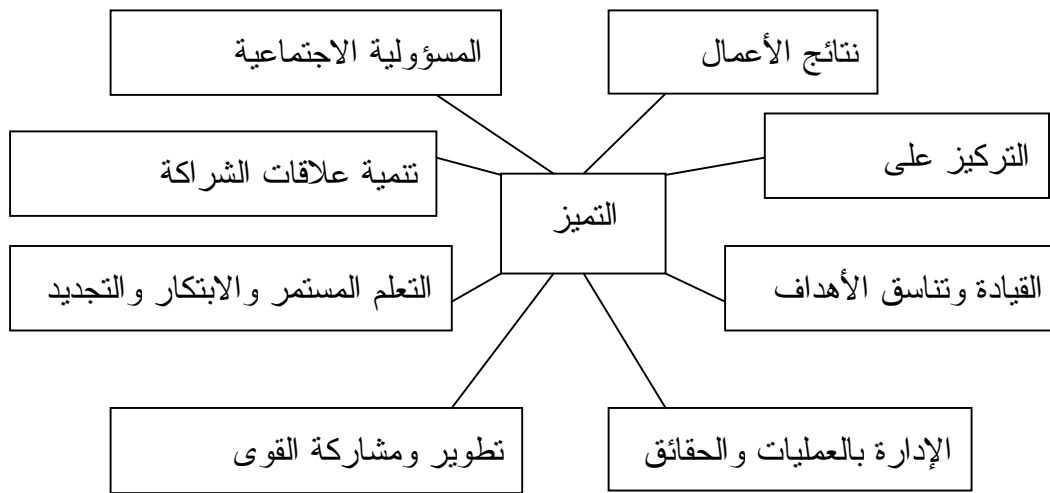 نتائج الأعمال
المسؤولية الاجتماعية
التركيز على
تنمية علاقات الشراكة
التميز
القيادة وتناسق الأهداف
التعلم المستمر والابتكار والتجديد
الإدارة بالعمليات والحقائق
تطوير ومشاركة القوى